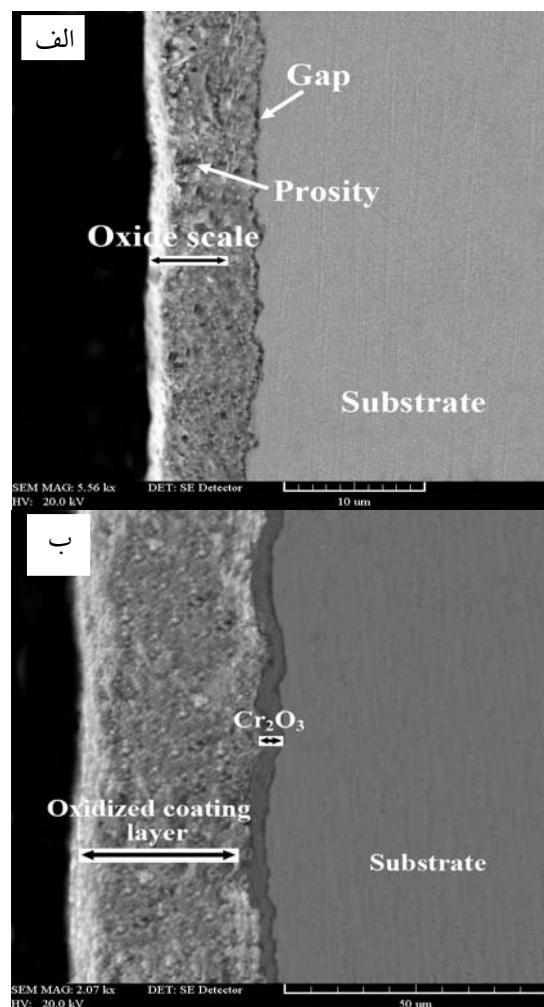 الف
Gap
Prosity
Oxide scale
Substrate
SEM MAG: 5.56 kx DET: SE Detector
HV: 20.0 kV 10 um
ب
Cr₂O₃
Oxidized coating
layer
Substrate
SEM MAG: 2.07 kx DET: SE Detector
HV: 20.0 kV 50 um